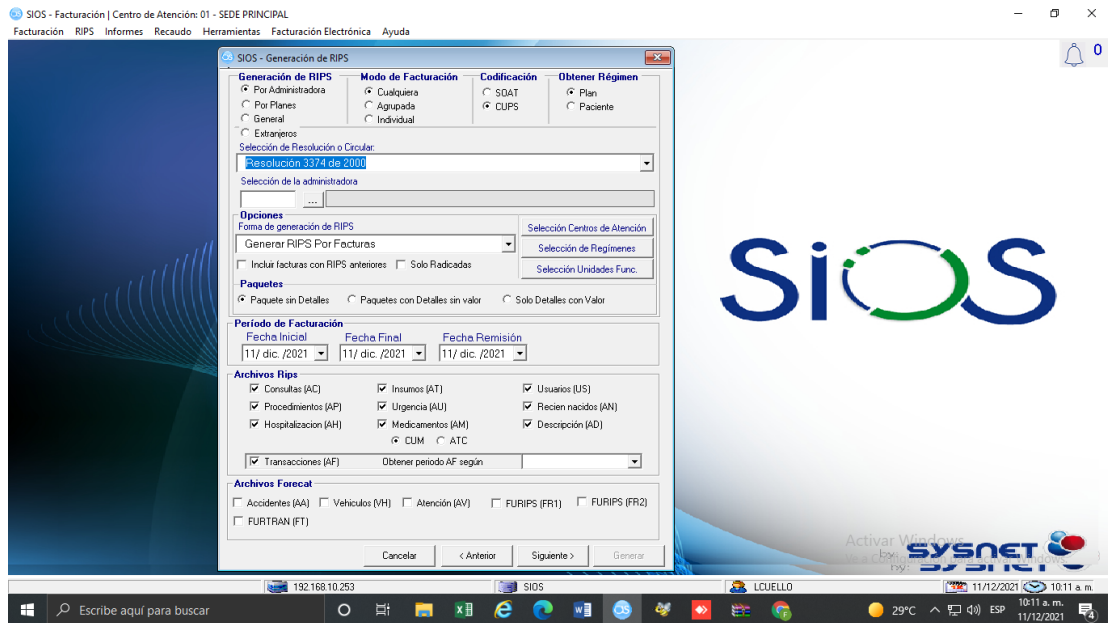 SIOS - Facturación | Centro de Atención: 01 - SEDE PRINCIPAL
Facturación RIPS Informes Recaudo Herramientas Facturación Electrónica Ayuda
0
SIOS - Generación de RIPS
Generación de RIPS Modo de Facturación Codificación Obtener Régimen
Por Administradora Cualquiera SOAT Plan
Por Planes Agrupada CUPS Paciente
General Individual
Extranjeros
Selección de Resolución o Circular:
Resolución 3374 de 2000
Selección de la administradora
...
Opciones
Forma de generación de RIPS
Generar RIPS Por Facturas
Incluir facturas con RIPS anteriores Solo Radicadas
Selección Centros de Atención
Selección de Regímenes
Selección Unidades Func.
Paquetes
Paquete sin Detalles Paquetes con Detalles sin valor Solo Detalles con Valor
Período de Facturación
Fecha Inicial Fecha Final Fecha Remisión
11/ dic. /2021 11/ dic. /2021 11/ dic. /2021
Archivos Rips
Consultas (AC) Insumos (AT) Usuarios (US)
Procedimientos (AP) Urgencia (AU) Recien nacidos (AN)
Hospitalizacion (AH) Medicamentos (AM) Descripción (AD)
CUM ATC
Transacciones (AF) Obtener periodo AF según
Archivos Forecat
Accidentes (AA) Vehiculos (VH) Atención (AV) FURIPS (FR1) FURIPS (FR2)
FURTRAN (FT)
Cancelar < Anterior Siguiente > Generar
SiOS
Activar Windows
by: SYSNET
192.168.10.253 SIOS LCUELLO 11/12/2021 10:11 a. m.
Escribe aquí para buscar
29°C ESP 10:11 a. m.
11/12/2021
4